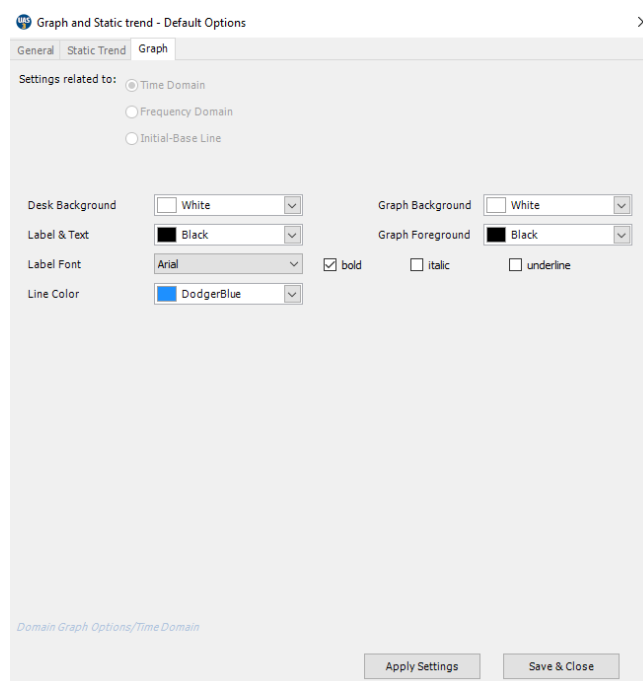 UAS
3
Graph and Static trend - Default Options
General Static Trend Graph
Settings related to: Time Domain
Frequency Domain
Initial-Base Line
Desk Background White Graph Background White
Label & Text Black Graph Foreground Black
Label Font Arial bold italic underline
Line Color DodgerBlue
Domain Graph Options/Time Domain
Apply Settings Save & Close